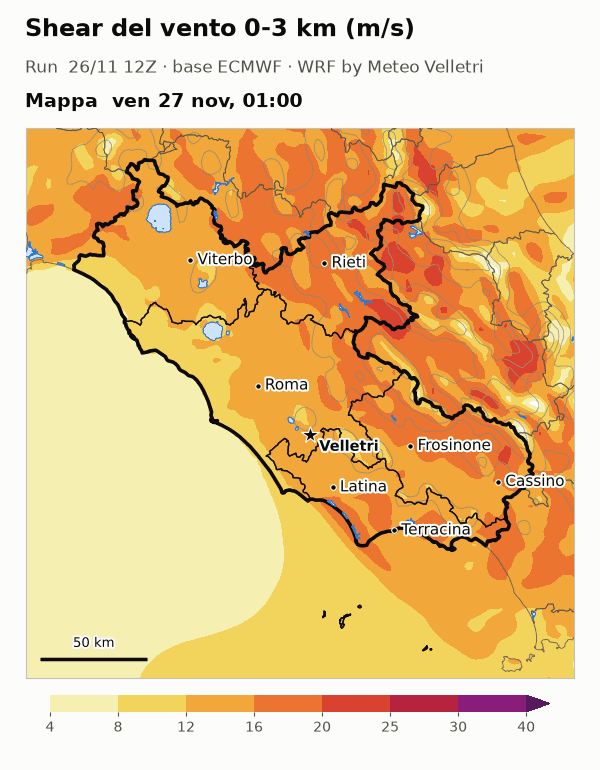 Shear del vento 0-3 km (m/s)
Run  26/11 12Z · base ECMWF · WRF by Meteo Velletri
Mappa  ven 27 nov, 01:00
Viterbo
Rieti
Roma
Velletri
Frosinone
Cassino
Latina
Terracina
50 km
4 8 12 16 20 25 30 40